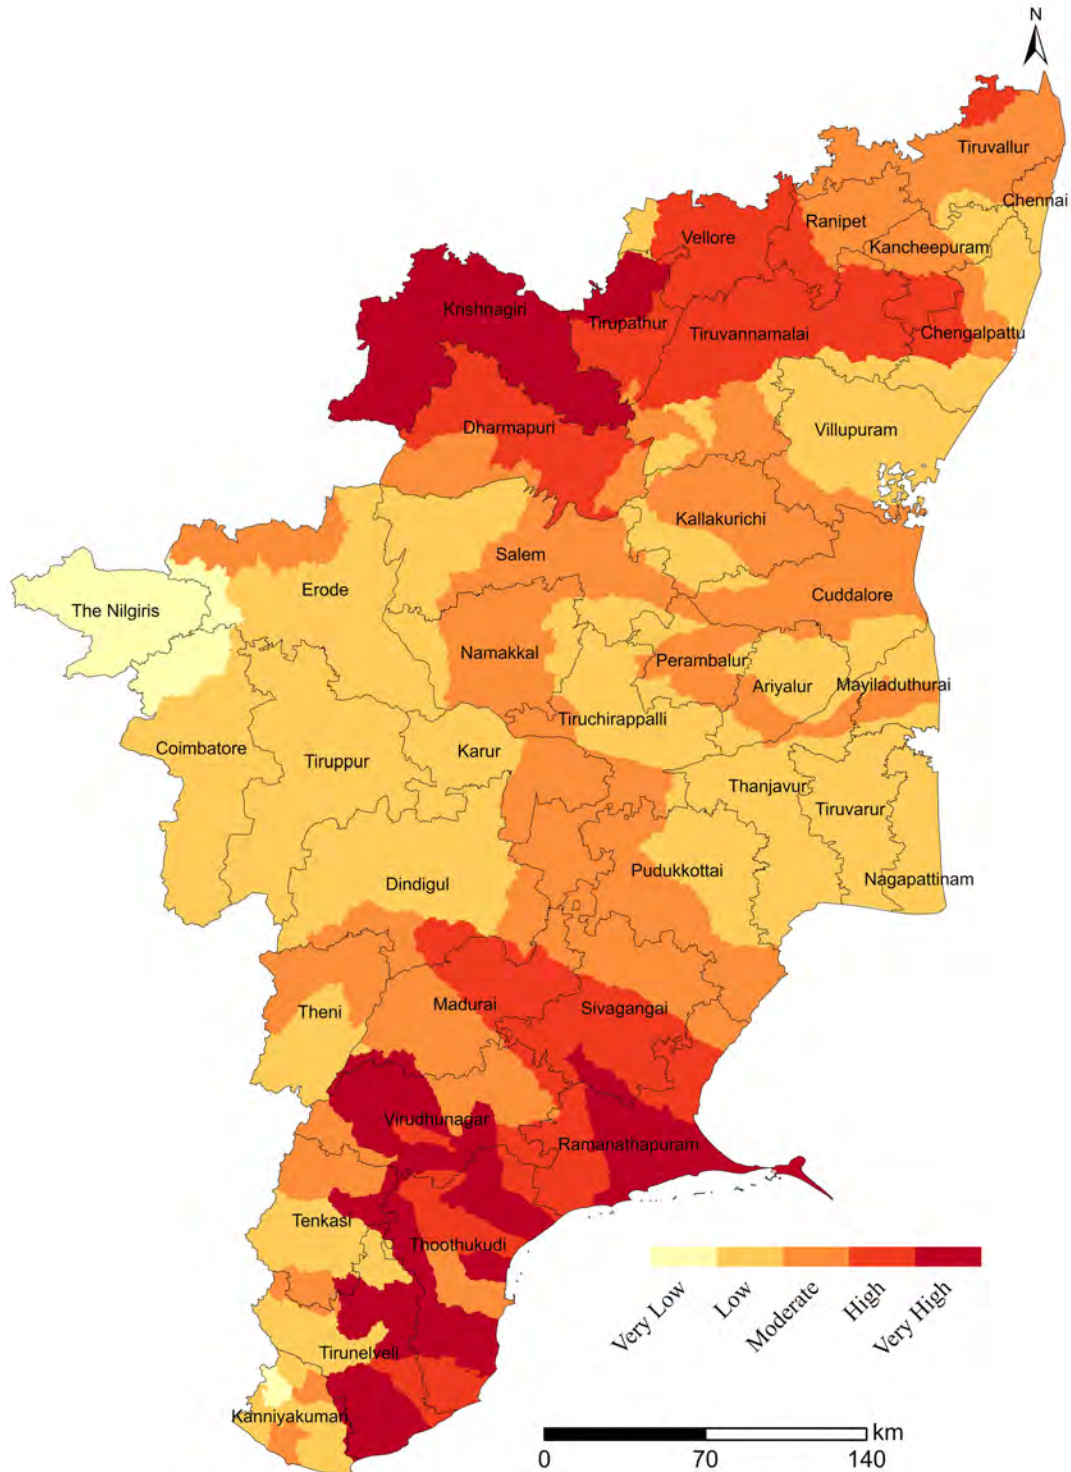 N
Tiruvallur
Chennai
Ranipet
Vellore
Kancheepuram
Krishnagiri
Tirupathur
Tiruvannamalai
Chengalpattu
Dharmapuri
Villupuram
Kallakurichi
Salem
Erode
Cuddalore
The Nilgiris
Namakkal
Perambalur
Ariyalur
Mayiladuthurai
Tiruchirappalli
Coimbatore
Karur
Tiruppur
Thanjavur
Tiruvarur
Pudukkottai
Nagapattinam
Dindigul
Madurai
Sivagangai
Theni
Virudhunagar
Ramanathapuram
Tenkasi
Thoothukudi
Tirunelveli
Kanniyakumari
Very Low
Low
Moderate
High
Very High
km
0 70 140